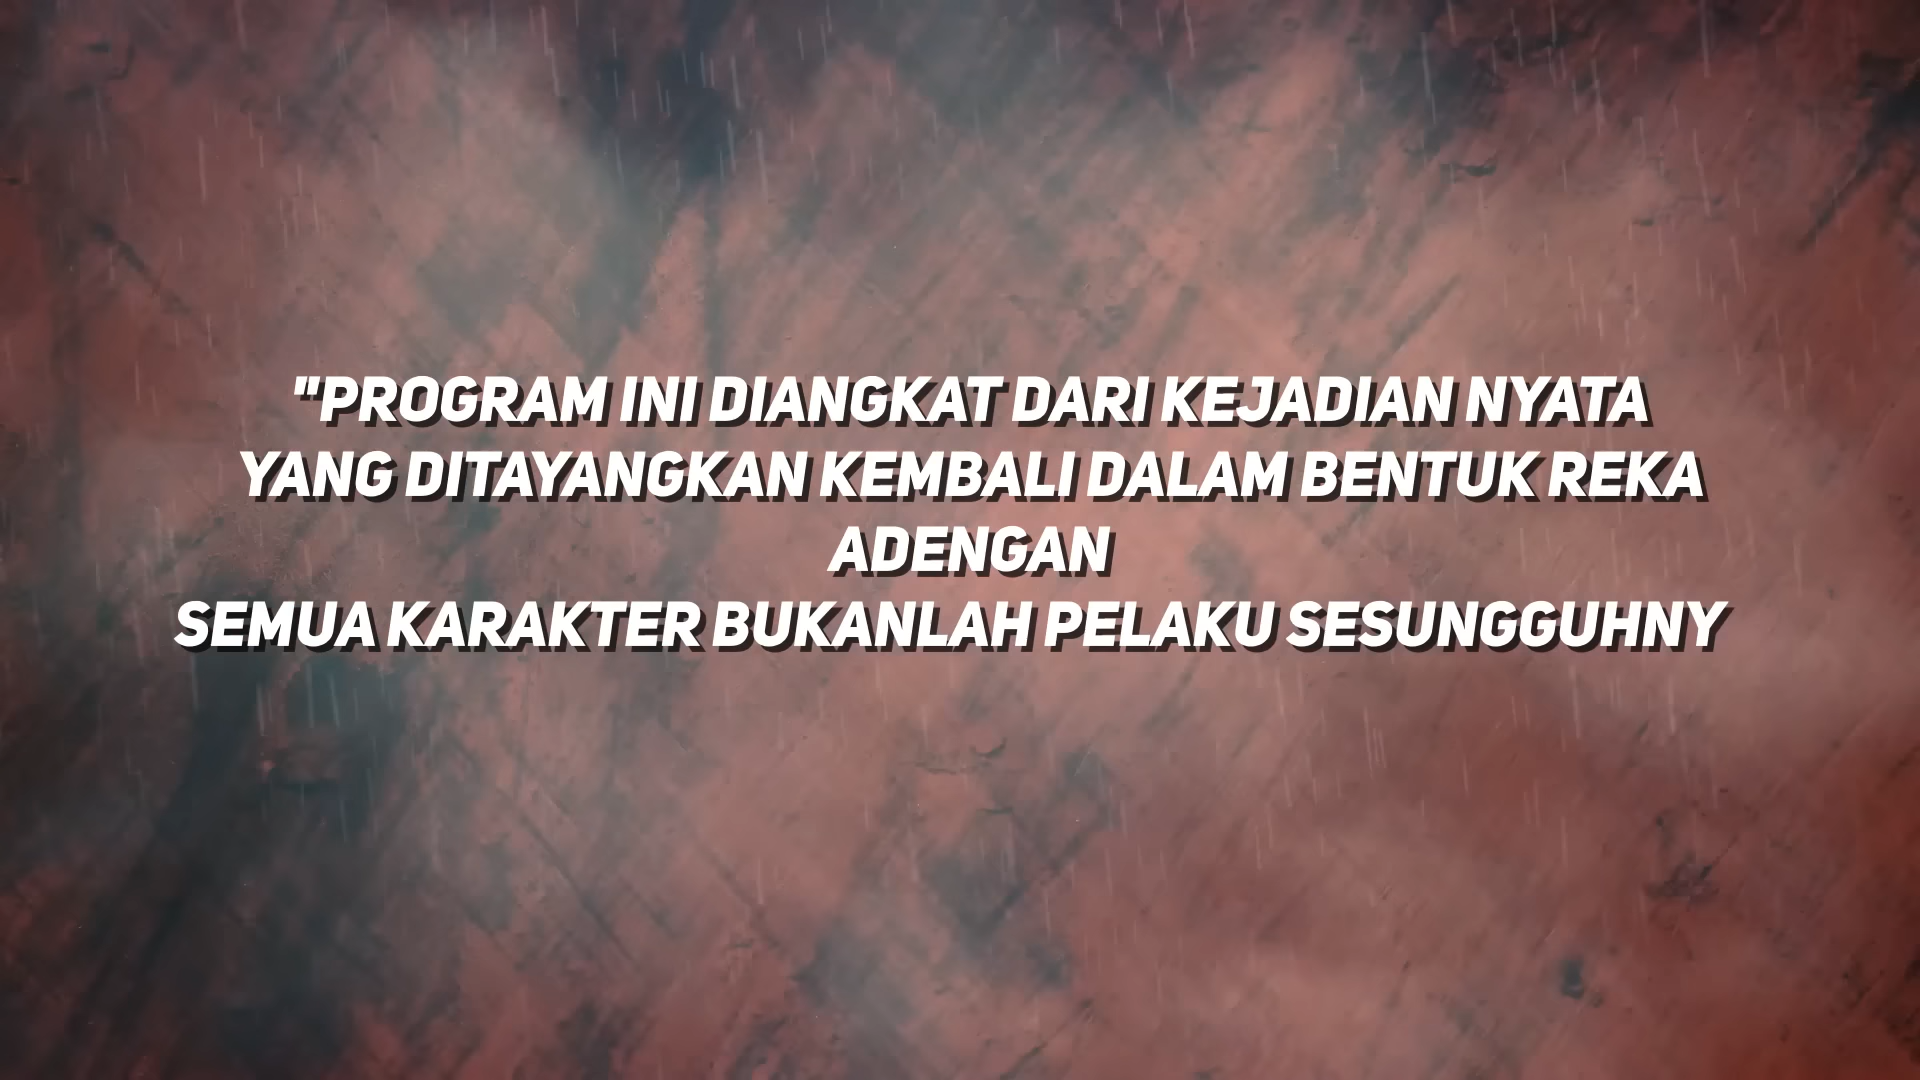 "PROGRAM INI DIANGKAT DARI KEJADIAN NYATA
YANG DITAYANGKAN KEMBALI DALAM BENTUK REKA
ADENGAN
SEMUA KARAKTER BUKANLAH PELAKU SESUNGGUHNY